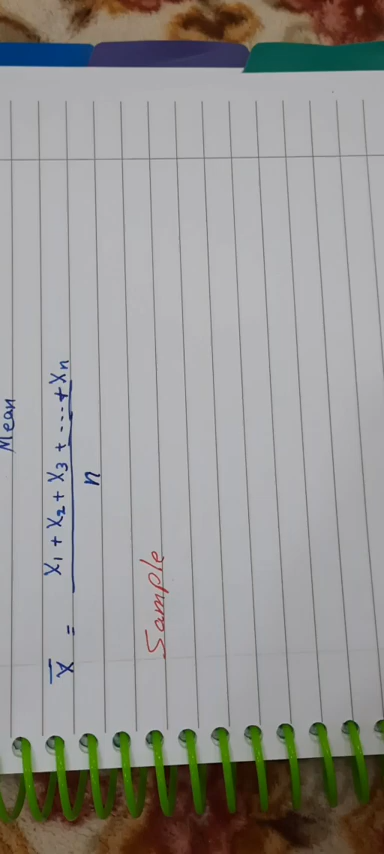 Mean
X̄ = X1 + X2 + X3 + ... + Xn
n
Sample